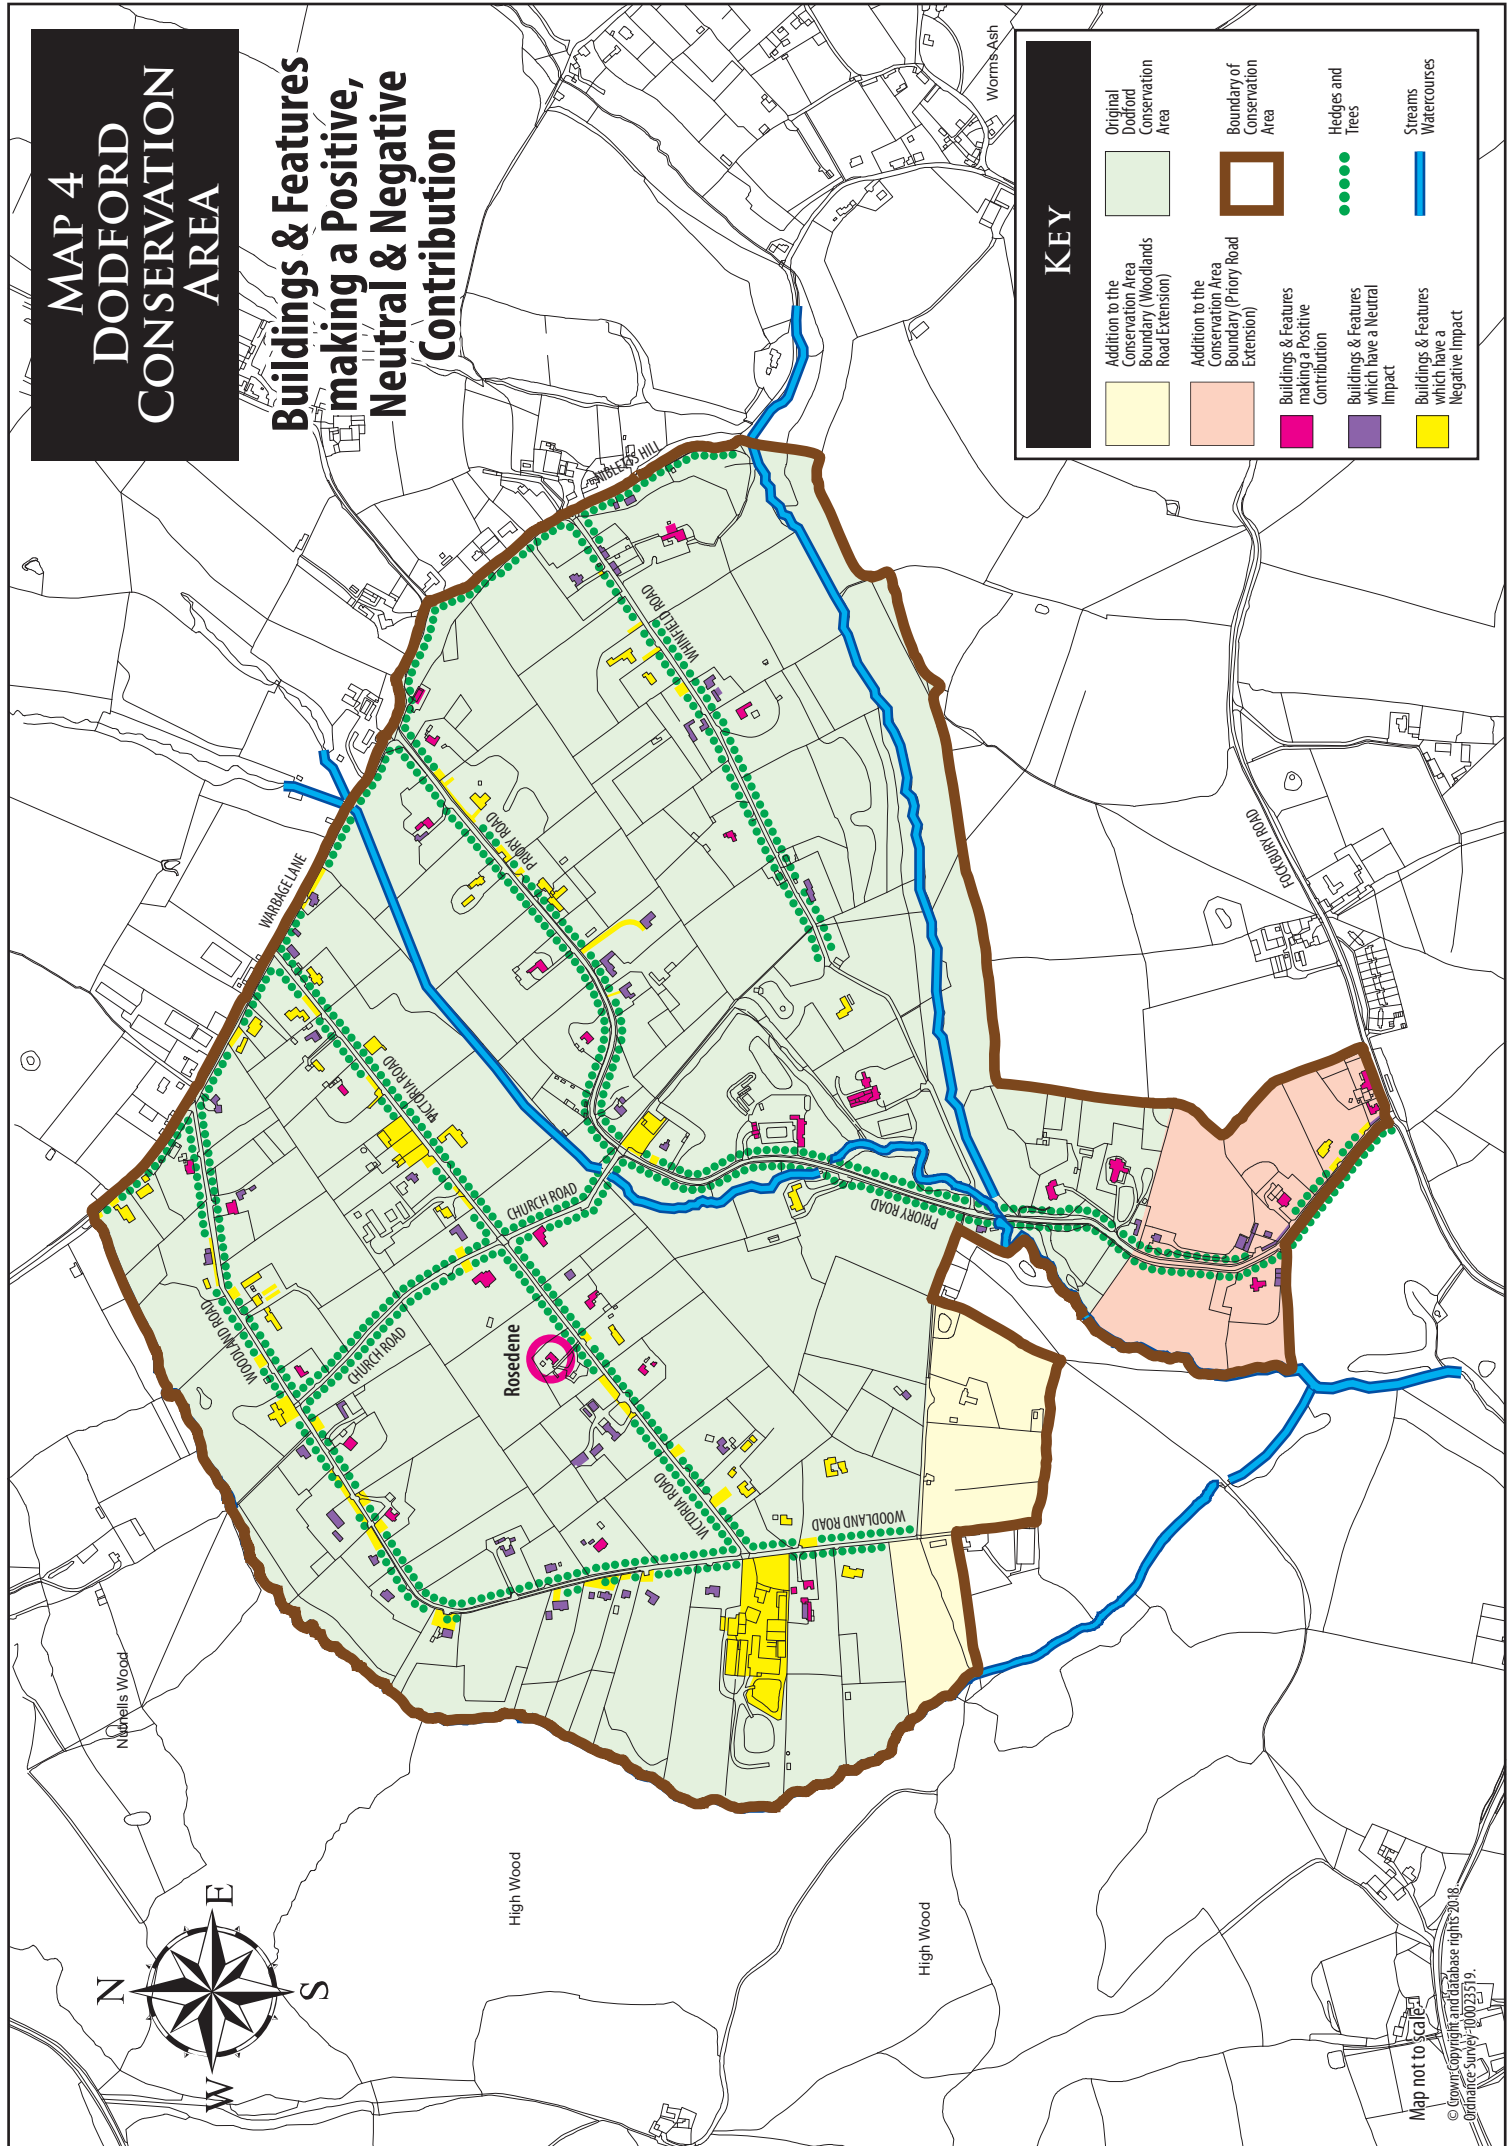 MAP 4
DODFORD
CONSERVATION
AREA
Buildings & Features
making a Positive,
Neutral & Negative
Contribution
KEY
Addition to the
Conservation Area
Boundary (Woodlands
Road Extension)
Addition to the
Conservation Area
Boundary (Priory Road
Extension)
Buildings & Features
making a Positive
Contribution
Buildings & Features
which have a Neutral
Impact
Buildings & Features
which have a
Negative Impact
Original
Dodford
Conservation
Area
Boundary of
Conservation
Area
Hedges and
Trees
Streams
Watercourses
Worms Ash
NIBLETTS HILL
WHINFIELD ROAD
PRIORY ROAD
WARBAGE LANE
VICTORIA ROAD
CHURCH ROAD
PRIORY ROAD
FOCKBURY ROAD
WOODLAND ROAD
CHURCH ROAD
Rosedene
VICTORIA ROAD
WOODLAND ROAD
Nutnells Wood
High Wood
High Wood
N
E
S
W
Map not to scale.
© Crown Copyright and database rights 2018.
Ordnance Survey 100023519.